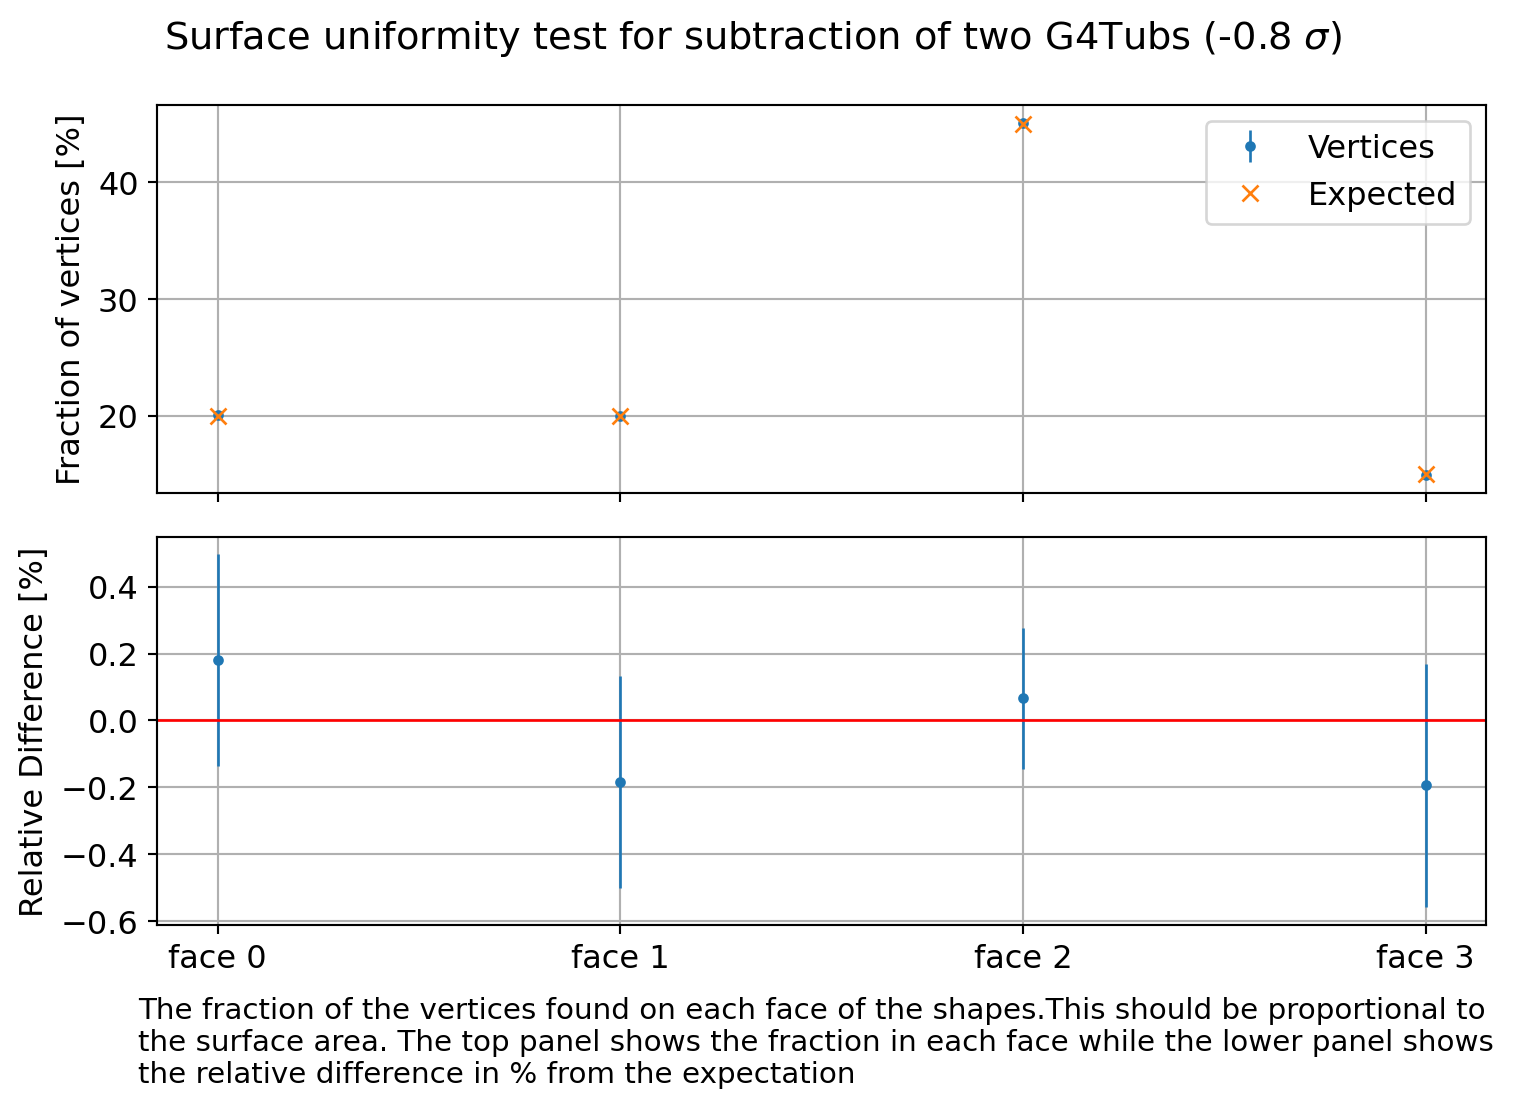 Surface uniformity test for subtraction of two G4Tubs (-0.8 σ)
Fraction of vertices [%]
40
30
20
Vertices
Expected
Relative Difference [%]
0.4
0.2
0.0
−0.2
−0.4
−0.6
face 0
face 1
face 2
face 3
The fraction of the vertices found on each face of the shapes.This should be proportional to
the surface area. The top panel shows the fraction in each face while the lower panel shows
the relative difference in % from the expectation